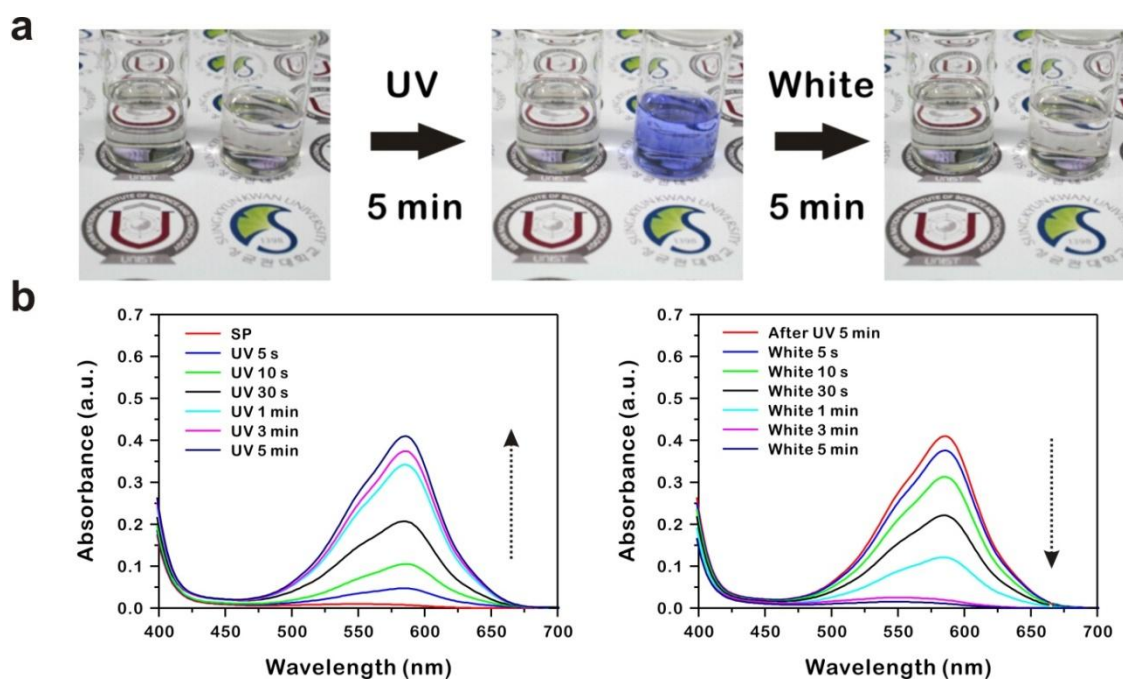 a
UV
5 min
White
5 min
UNIST
SUNGKYUNKWAN UNIVERSITY
1398
b
Absorbance (a.u.)
0.7
0.6
0.5
0.4
0.3
0.2
0.1
0.0
SP
UV 5 s
UV 10 s
UV 30 s
UV 1 min
UV 3 min
UV 5 min
400 450 500 550 600 650 700
Wavelength (nm)
Absorbance (a.u.)
0.7
0.6
0.5
0.4
0.3
0.2
0.1
0.0
After UV 5 min
White 5 s
White 10 s
White 30 s
White 1 min
White 3 min
White 5 min
400 450 500 550 600 650 700
Wavelength (nm)